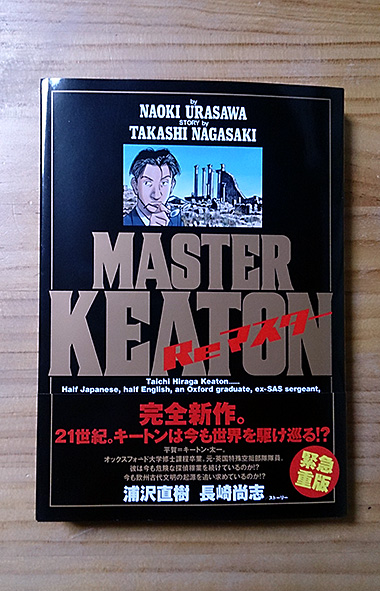 by
NAOKI URASAWA
STORY by
TAKASHI NAGASAKI
MASTER
KEATON
Reマスター
Taichi Hiraga Keaton......
Half Japanese, half English, an Oxford graduate, ex-SAS sergeant,
完全新作。
21世紀。キートンは今も世界を駆け巡る!?
平賀=キートン・太一。
オックスフォード大学修士課程卒業、元・英国特殊空挺部隊隊員。
彼は今も危険な探偵稼業を続けているのか!?
今も欧州古代文明の起源を追い求めているのか!?
浦沢直樹 長崎尚志 ストーリー
緊急
重版